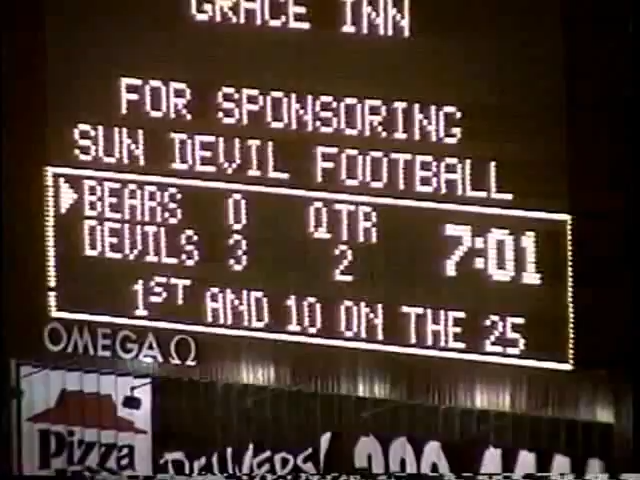 GRACE INN
FOR SPONSORING
SUN DEVIL FOOTBALL
BEARS 0 QTR 7:01
DEVILS 3 2
1ST AND 10 ON THE 25
OMEGA Ω
Pizza
DELIVERS!